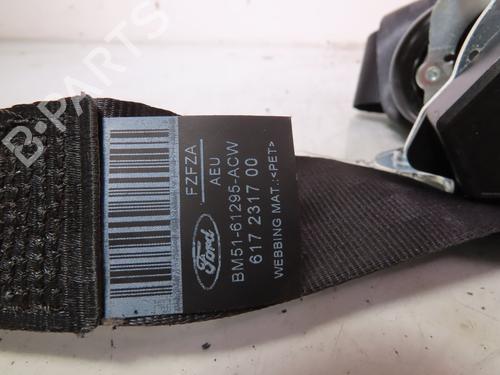 FZFZA
AEU
Ford
BM51-61295-ACW
617 2317 00
WEBBING MAT.:<PET>
B-PARTS